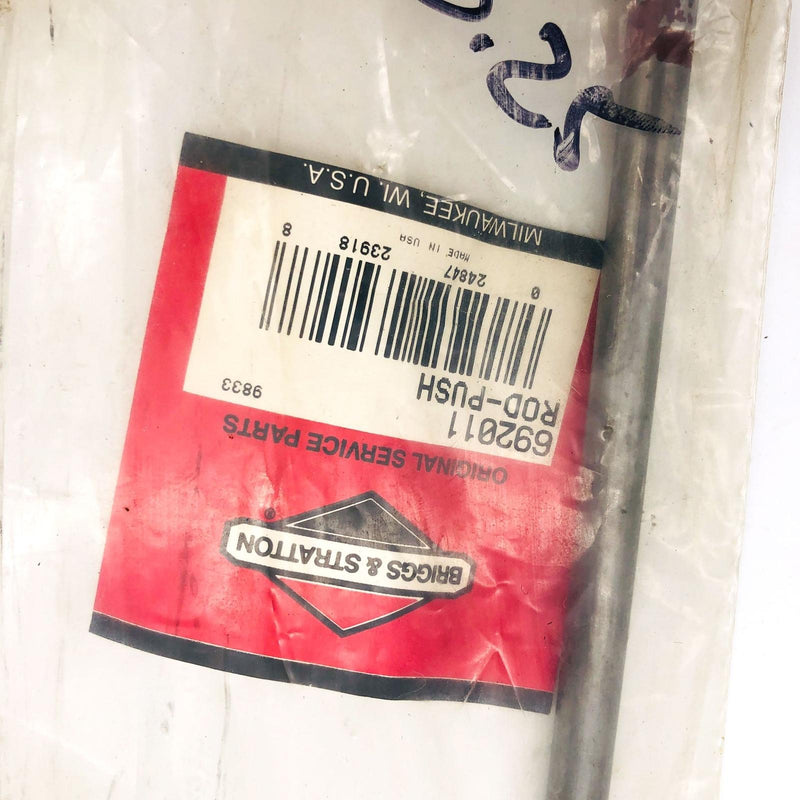 BRIGGS & STRATTON
®
ORIGINAL SERVICE PARTS
692011
ROD-PUSH
9833
0 24847 23918 8
MADE IN USA
MILWAUKEE, WI. U.S.A.